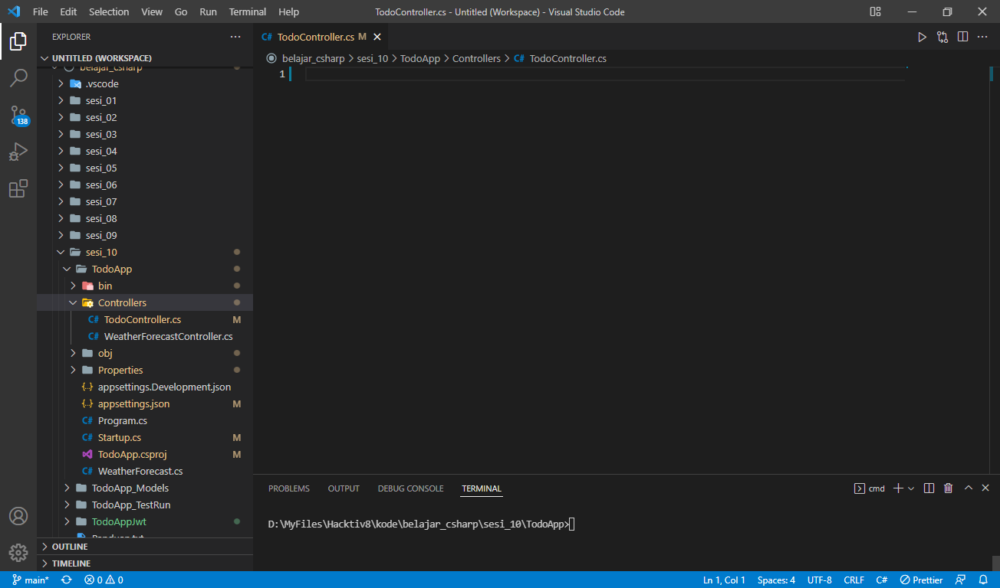 File Edit Selection View Go Run Terminal Help TodoController.cs - Untitled (Workspace) - Visual Studio Code
EXPLORER
UNTITLED (WORKSPACE)
belajar_csharp
.vscode
sesi_01
sesi_02
sesi_03
sesi_04
sesi_05
sesi_06
sesi_07
sesi_08
sesi_09
sesi_10
TodoApp
bin
Controllers
C# TodoController.cs M
C# WeatherForecastController.cs
obj
Properties
{..} appsettings.Development.json
{..} appsettings.json M
C# Program.cs
C# Startup.cs M
TodoApp.csproj M
C# WeatherForecast.cs
TodoApp_Models
TodoApp_TestRun
TodoAppJwt
Panduan.txt
OUTLINE
TIMELINE
138
C# TodoController.cs M
belajar_csharp > sesi_10 > TodoApp > Controllers > C# TodoController.cs
1
PROBLEMS OUTPUT DEBUG CONSOLE TERMINAL cmd
D:\MyFiles\Hacktiv8\kode\belajar_csharp\sesi_10\TodoApp>
main* 0 0 Ln 1, Col 1 Spaces: 4 UTF-8 CRLF C# Prettier